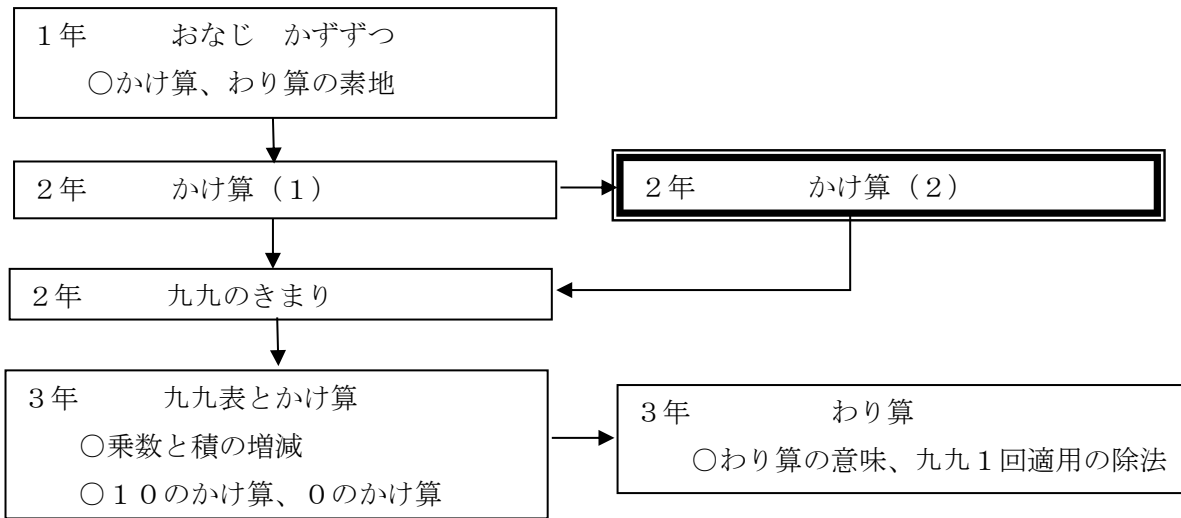 １年　　　おなじ　かずずつ
○かけ算、わり算の素地
２年　　　かけ算（１）
２年　　　　かけ算（２）
２年　　　九九のきまり
３年　　　九九表とかけ算
○乗数と積の増減
○１０のかけ算、０のかけ算
３年　　　　　わり算
○わり算の意味、九九１回適用の除法